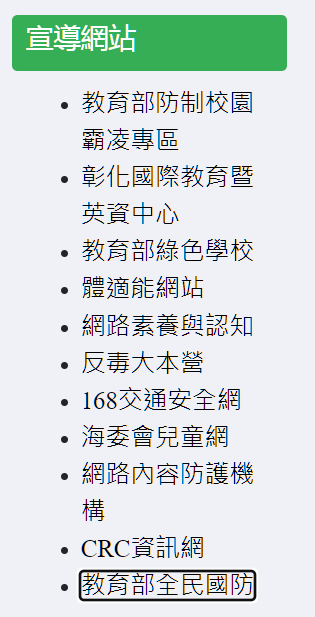 宣導網站
教育部防制校園
霸凌專區
彰化國際教育暨
英資中心
教育部綠色學校
體適能網站
網路素養與認知
反毒大本營
168交通安全網
海委會兒童網
網路內容防護機
構
CRC資訊網
教育部全民國防